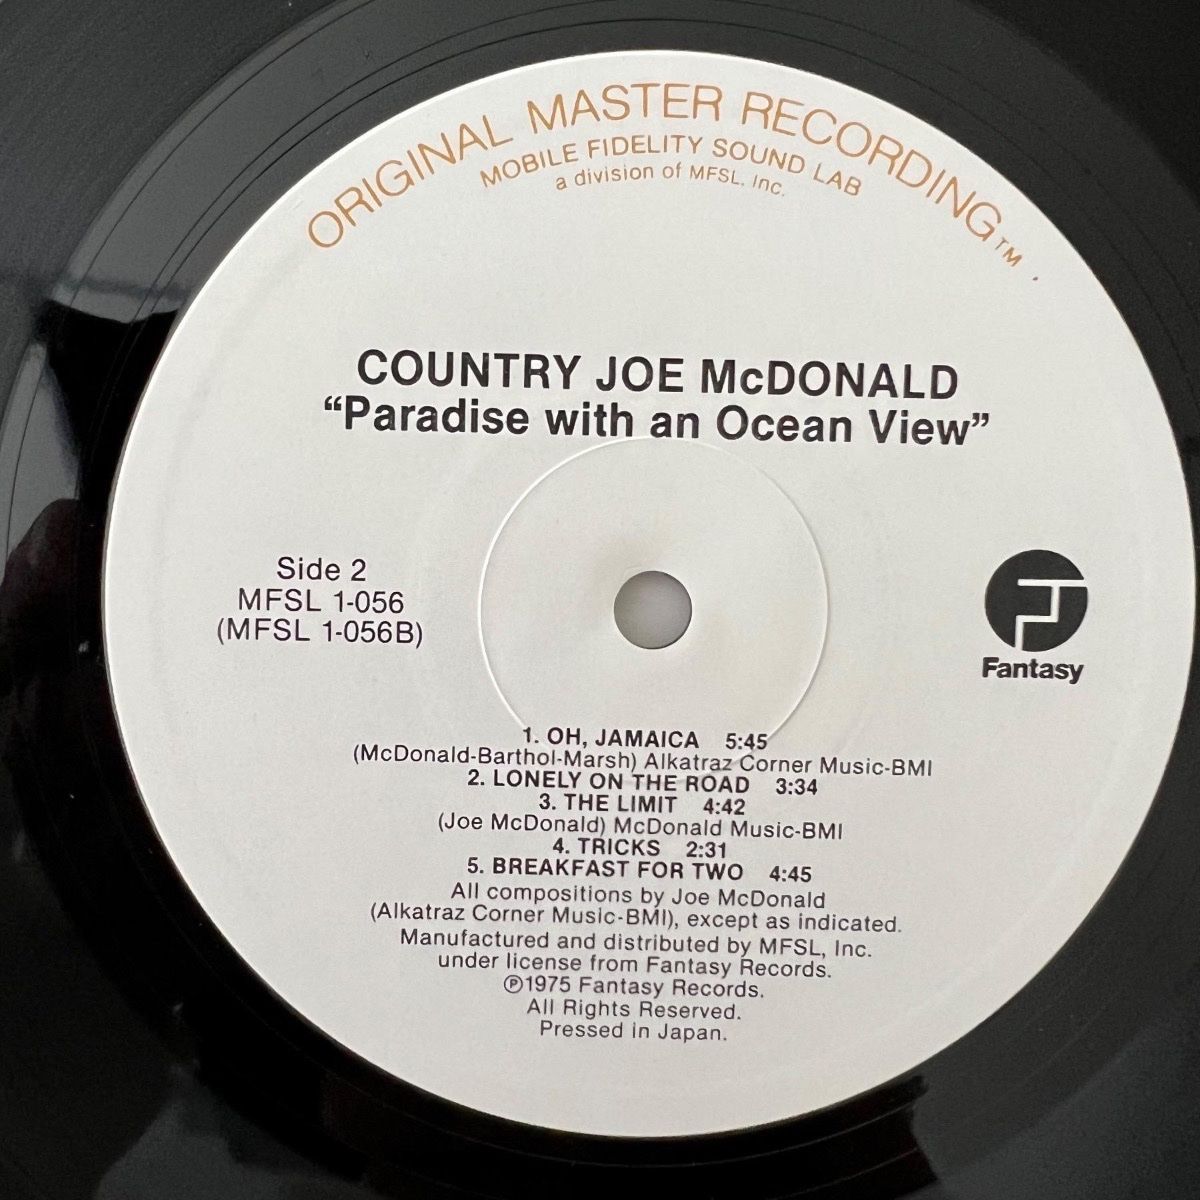 ORIGINAL MASTER RECORDING™
MOBILE FIDELITY SOUND LAB
a division of MFSL, Inc.
COUNTRY JOE McDONALD
“Paradise with an Ocean View”
Side 2
MFSL 1-056
(MFSL 1-056B)
Fantasy
1. OH, JAMAICA 5:45
(McDonald-Barthol-Marsh) Alkatraz Corner Music-BMI
2. LONELY ON THE ROAD 3:34
3. THE LIMIT 4:42
(Joe McDonald) McDonald Music-BMI
4. TRICKS 2:31
5. BREAKFAST FOR TWO 4:45
All compositions by Joe McDonald
(Alkatraz Corner Music-BMI), except as indicated.
Manufactured and distributed by MFSL, Inc.
under license from Fantasy Records.
℗1975 Fantasy Records.
All Rights Reserved.
Pressed in Japan.